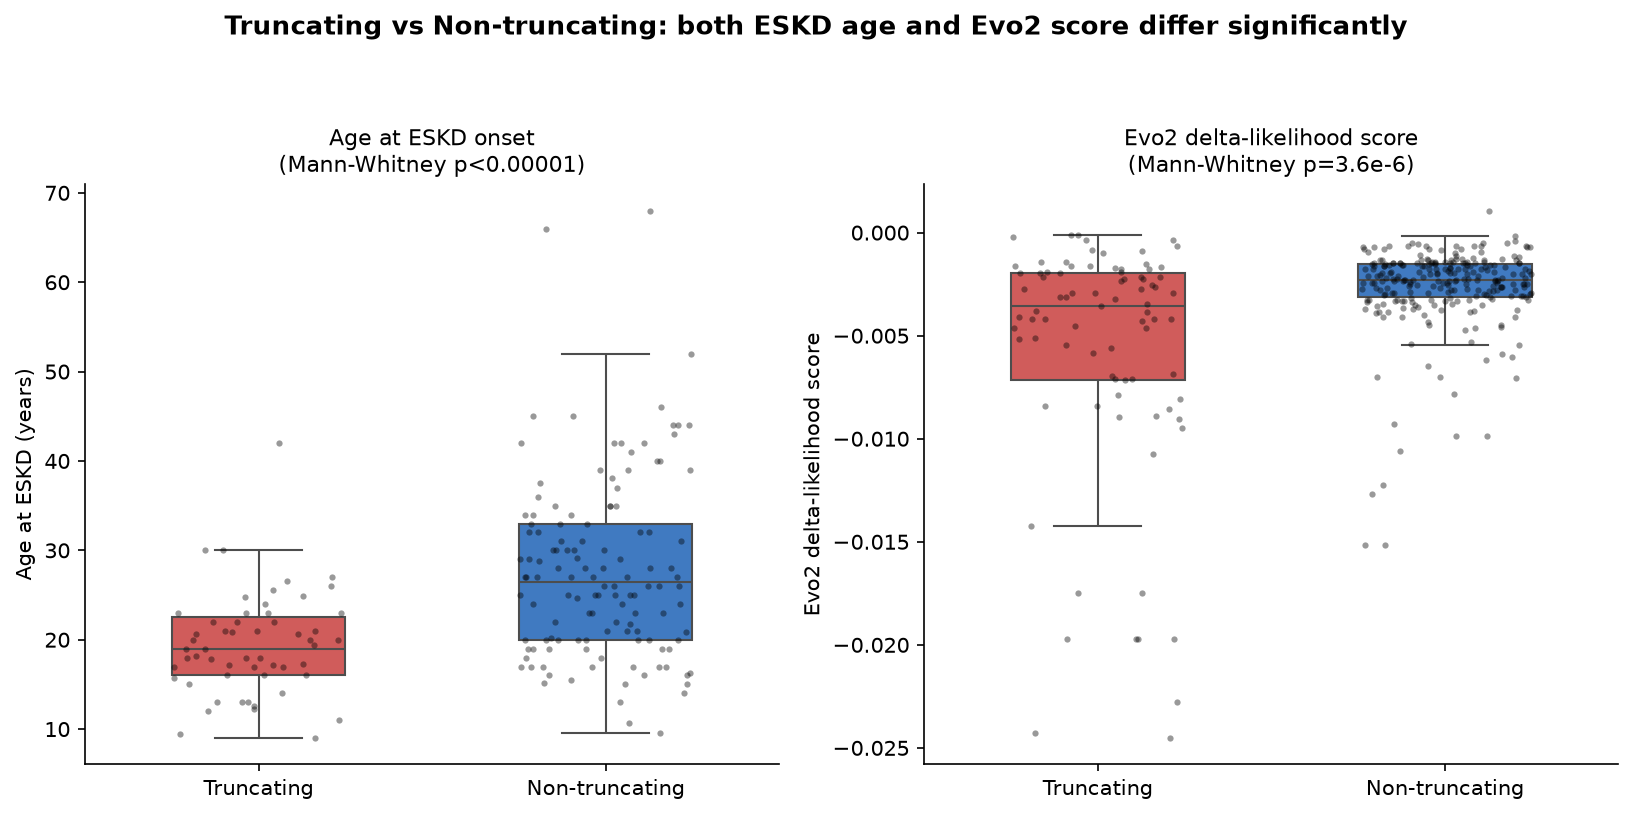 Truncating vs Non-truncating: both ESKD age and Evo2 score differ significantly
Age at ESKD onset
(Mann-Whitney p<0.00001)
Age at ESKD (years)
70
60
50
40
30
20
10
Truncating
Non-truncating
Evo2 delta-likelihood score
(Mann-Whitney p=3.6e-6)
Evo2 delta-likelihood score
0.000
−0.005
−0.010
−0.015
−0.020
−0.025
Truncating
Non-truncating